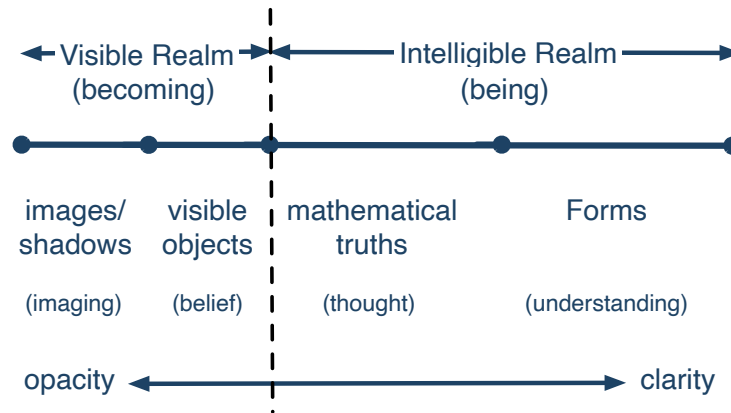 Visible Realm
(becoming)
Intelligible Realm
(being)
images/
shadows
visible
objects
mathematical
truths
Forms
(imaging)
(belief)
(thought)
(understanding)
opacity
clarity